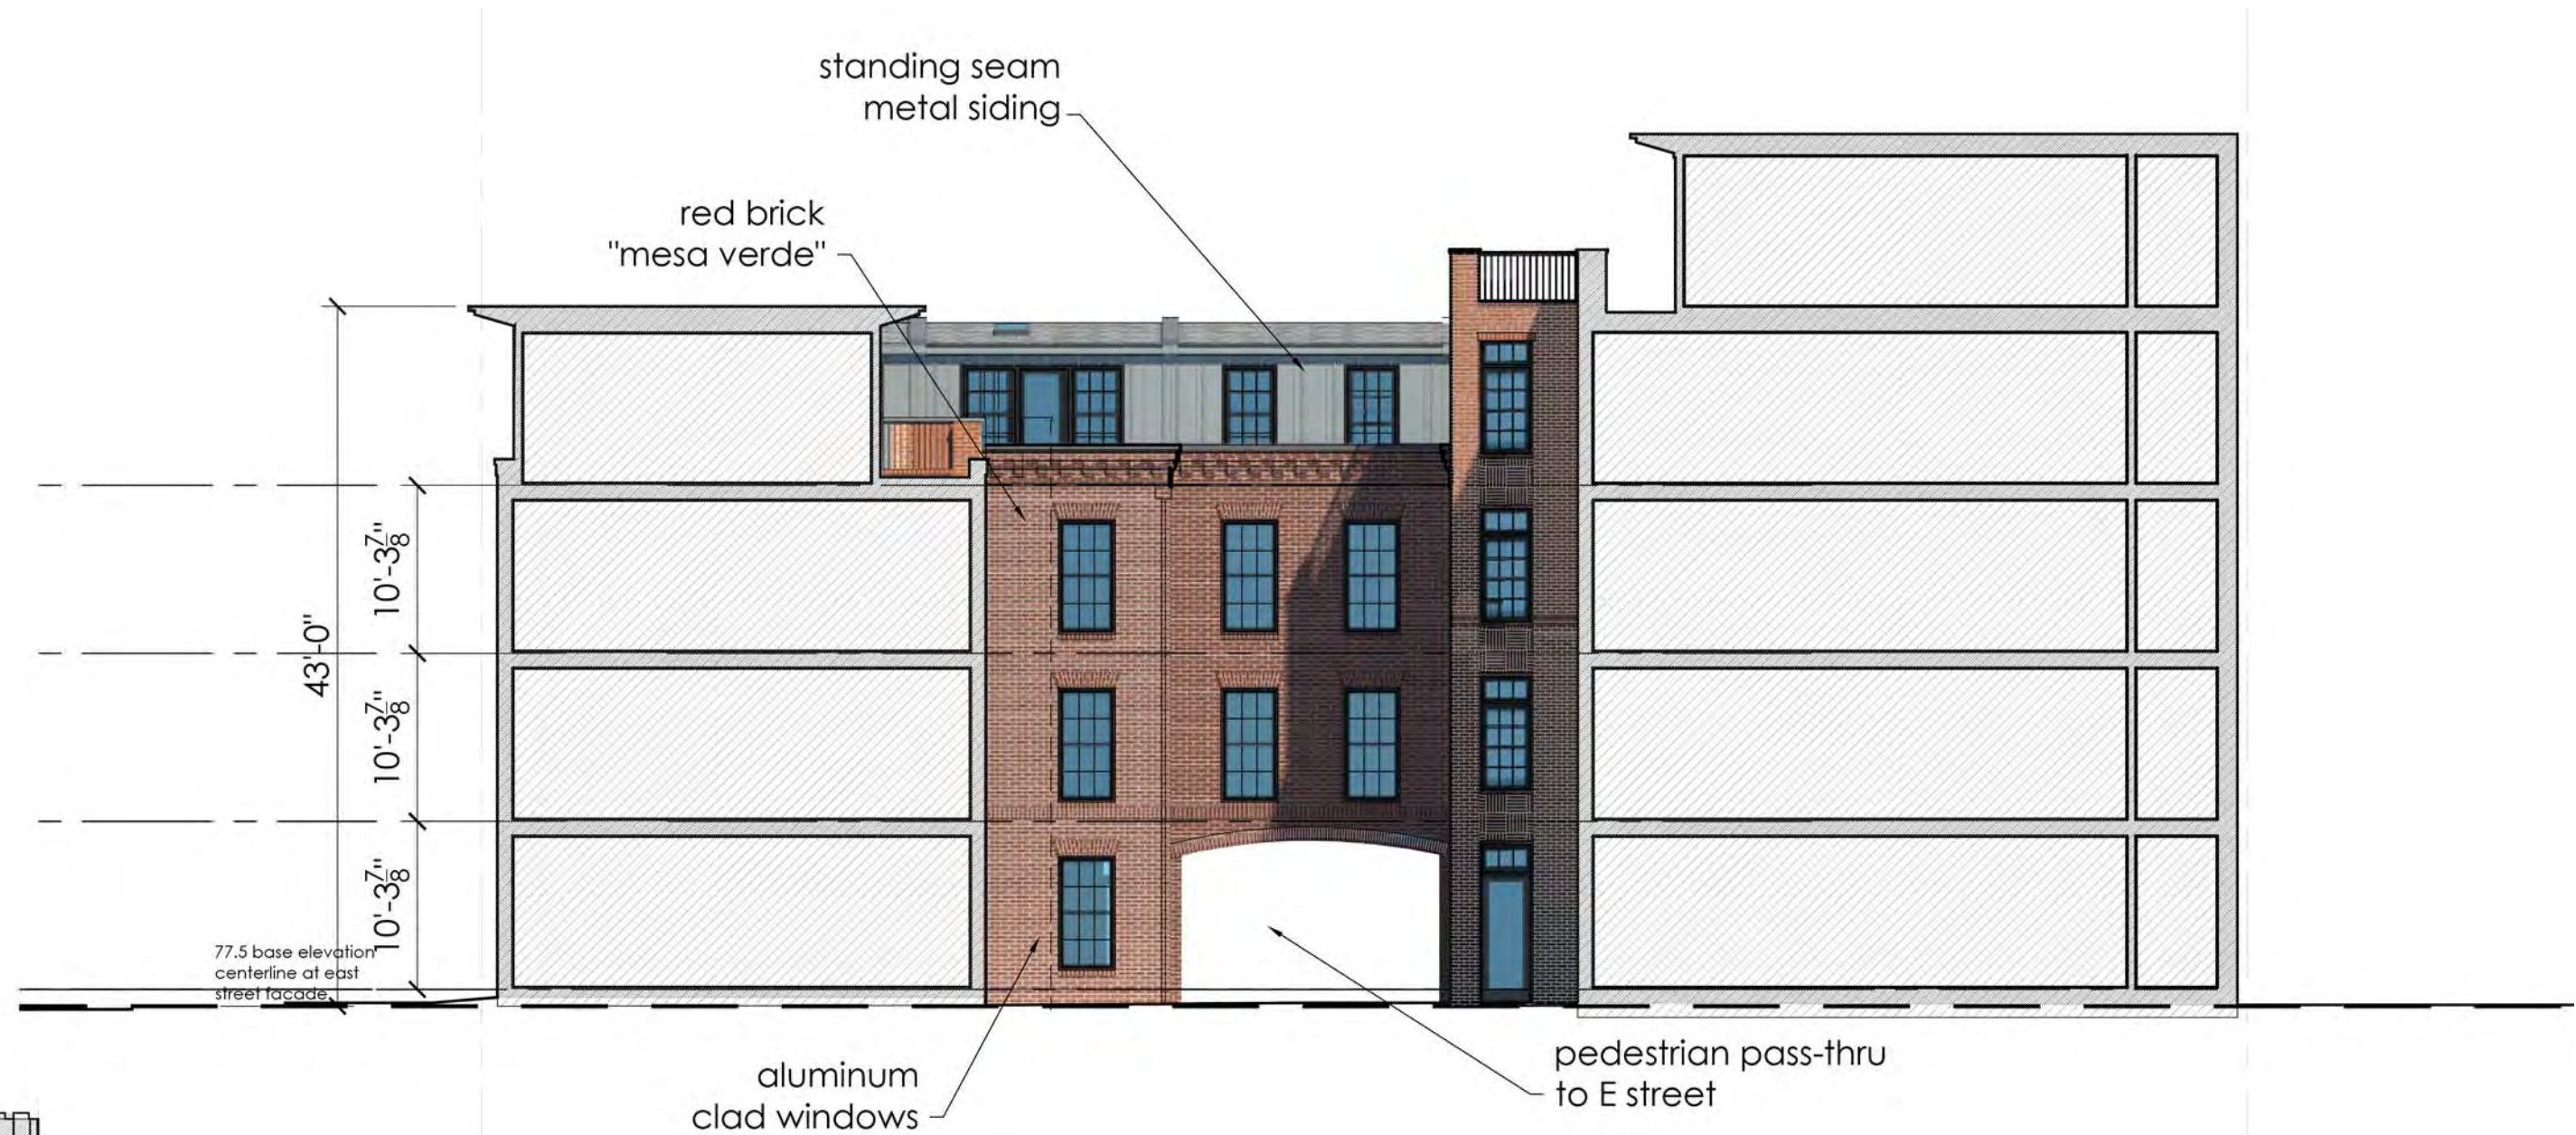 standing seam
metal siding
red brick
"mesa verde"
43'-0"
10'-3⅞"
10'-3⅞"
10'-3⅞"
77.5 base elevation
centerline at east
street facade
aluminum
clad windows
pedestrian pass-thru
to E street